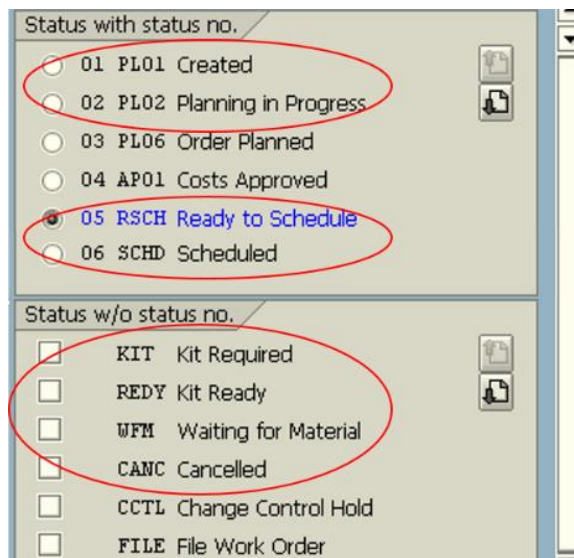 Status with status no.
01 PL01 Created
02 PL02 Planning in Progress
03 PL06 Order Planned
04 AP01 Costs Approved
05 RSCH Ready to Schedule
06 SCHD Scheduled
Status w/o status no.
KIT Kit Required
REDY Kit Ready
WFM Waiting for Material
CANC Cancelled
CCTL Change Control Hold
FILE File Work Order